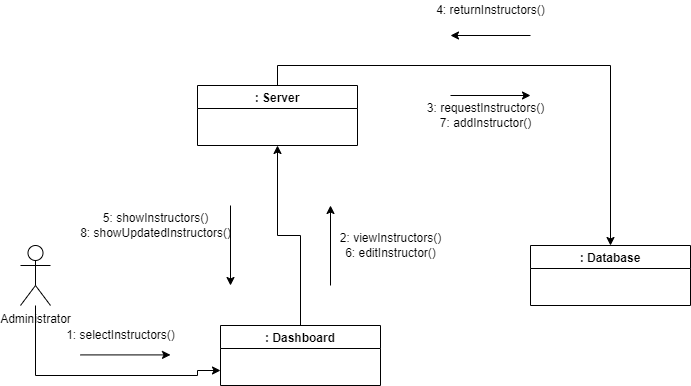 4: returnInstructors()
: Server
3: requestInstructors()
7: addInstructor()
5: showInstructors()
8: showUpdatedInstructors()
2: viewInstructors()
6: editInstructor()
: Database
Administrator
1: selectInstructors()
: Dashboard